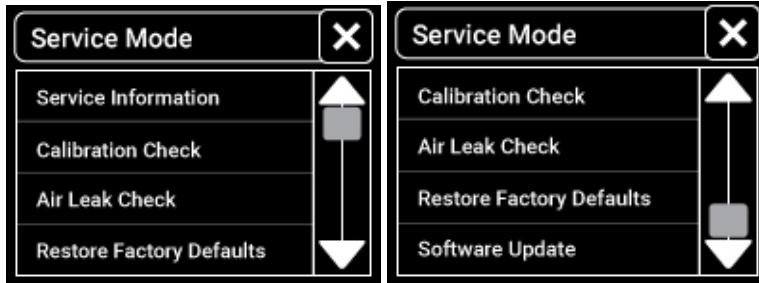 Service Mode
Service Information
Calibration Check
Air Leak Check
Restore Factory Defaults
Service Mode
Calibration Check
Air Leak Check
Restore Factory Defaults
Software Update